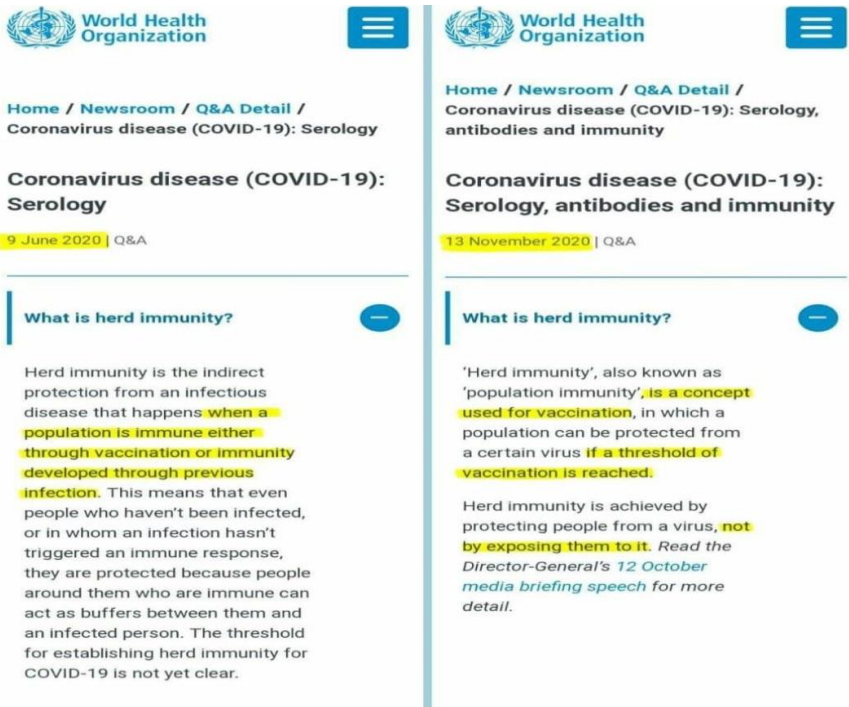 World Health
Organization
Home / Newsroom / Q&A Detail /
Coronavirus disease (COVID-19): Serology
Coronavirus disease (COVID-19):
Serology
9 June 2020 | Q&A
What is herd immunity?
Herd immunity is the indirect
protection from an infectious
disease that happens when a
population is immune either
through vaccination or immunity
developed through previous
infection. This means that even
people who haven't been infected,
or in whom an infection hasn't
triggered an immune response,
they are protected because people
around them who are immune can
act as buffers between them and
an infected person. The threshold
for establishing herd immunity for
COVID-19 is not yet clear.
World Health
Organization
Home / Newsroom / Q&A Detail /
Coronavirus disease (COVID-19): Serology,
antibodies and immunity
Coronavirus disease (COVID-19):
Serology, antibodies and immunity
13 November 2020 | Q&A
What is herd immunity?
'Herd immunity', also known as
'population immunity', is a concept
used for vaccination, in which a
population can be protected from
a certain virus if a threshold of
vaccination is reached.
Herd immunity is achieved by
protecting people from a virus, not
by exposing them to it. Read the
Director-General's 12 October
media briefing speech for more
detail.